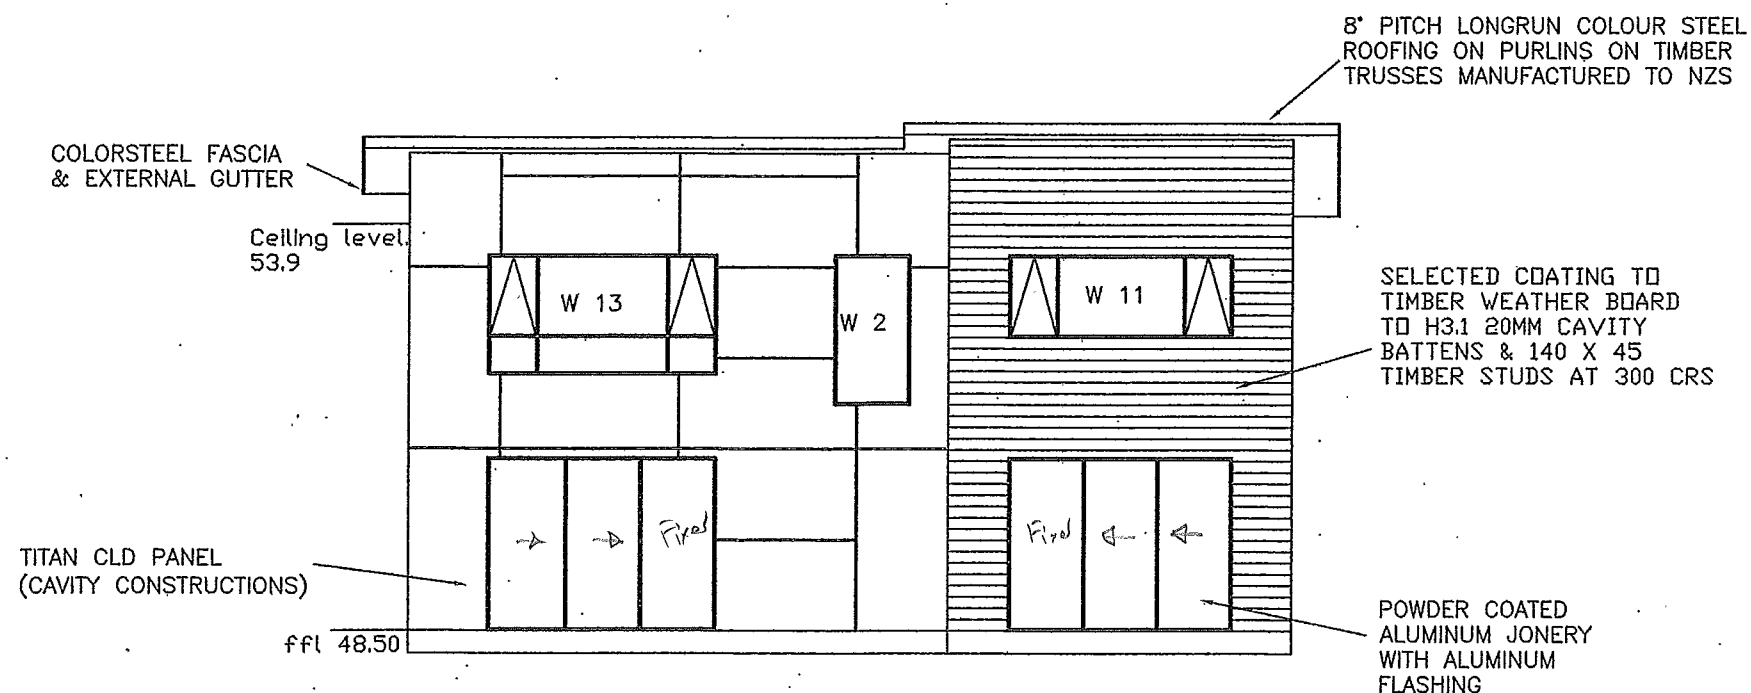 8° PITCH LONGRUN COLOUR STEEL
ROOFING ON PURLINS ON TIMBER
TRUSSES MANUFACTURED TO NZS
COLORSTEEL FASCIA
& EXTERNAL GUTTER
Ceiling level
53.9
W 13
W 2
W 11
SELECTED COATING TO
TIMBER WEATHER BOARD
TO H3.1 20MM CAVITY
BATTENS & 140 X 45
TIMBER STUDS AT 300 CRS
Fixed
Fixed
TITAN CLD PANEL
(CAVITY CONSTRUCTIONS)
ffl 48.50
POWDER COATED
ALUMINUM JONERY
WITH ALUMINUM
FLASHING